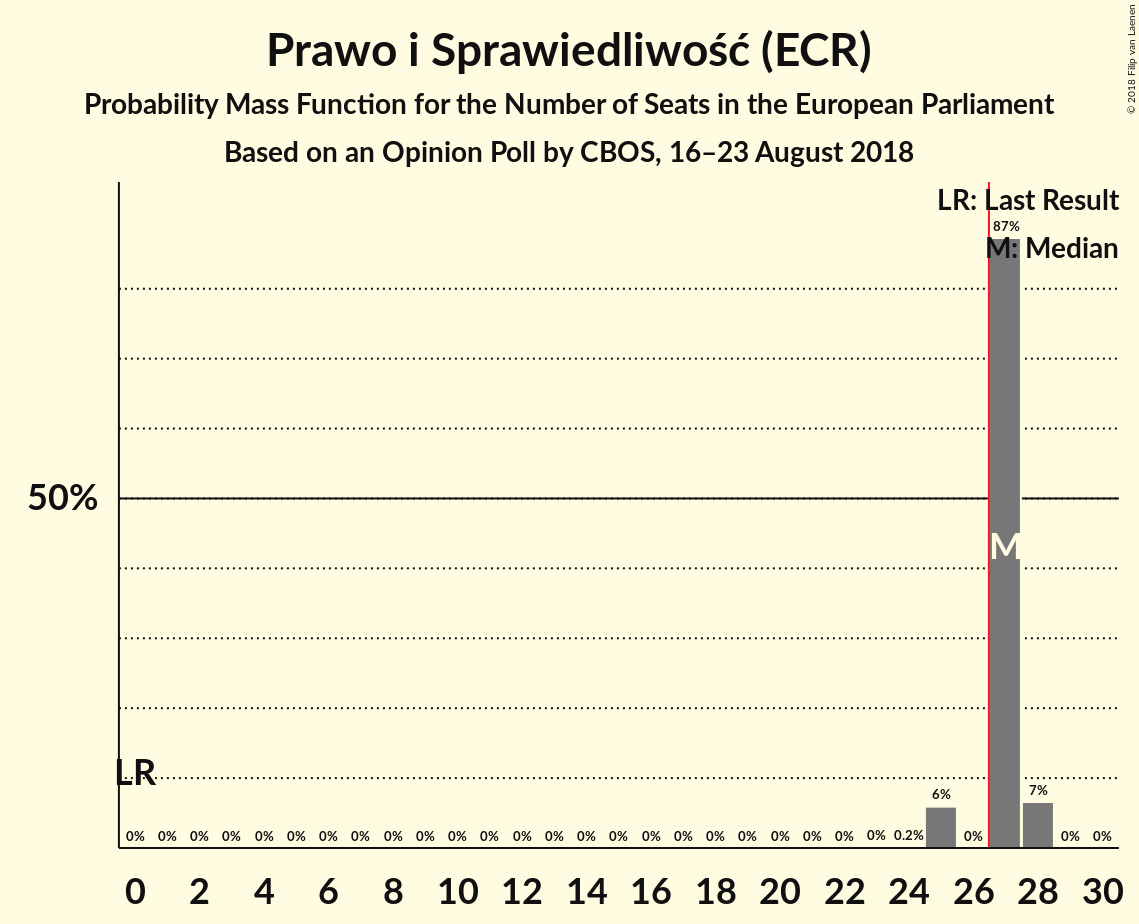 Prawo i Sprawiedliwość (ECR)
Probability Mass Function for the Number of Seats in the European Parliament
Based on an Opinion Poll by CBOS, 16–23 August 2018
© 2018 Filip van Laenen
LR: Last Result
87%
M: Median
50%
M
LR
0% 0% 0% 0% 0% 0% 0% 0% 0% 0% 0% 0% 0% 0% 0% 0% 0% 0% 0% 0% 0% 0% 0% 0% 0.2% 6% 0% 7% 0% 0%
0 2 4 6 8 10 12 14 16 18 20 22 24 26 28 30